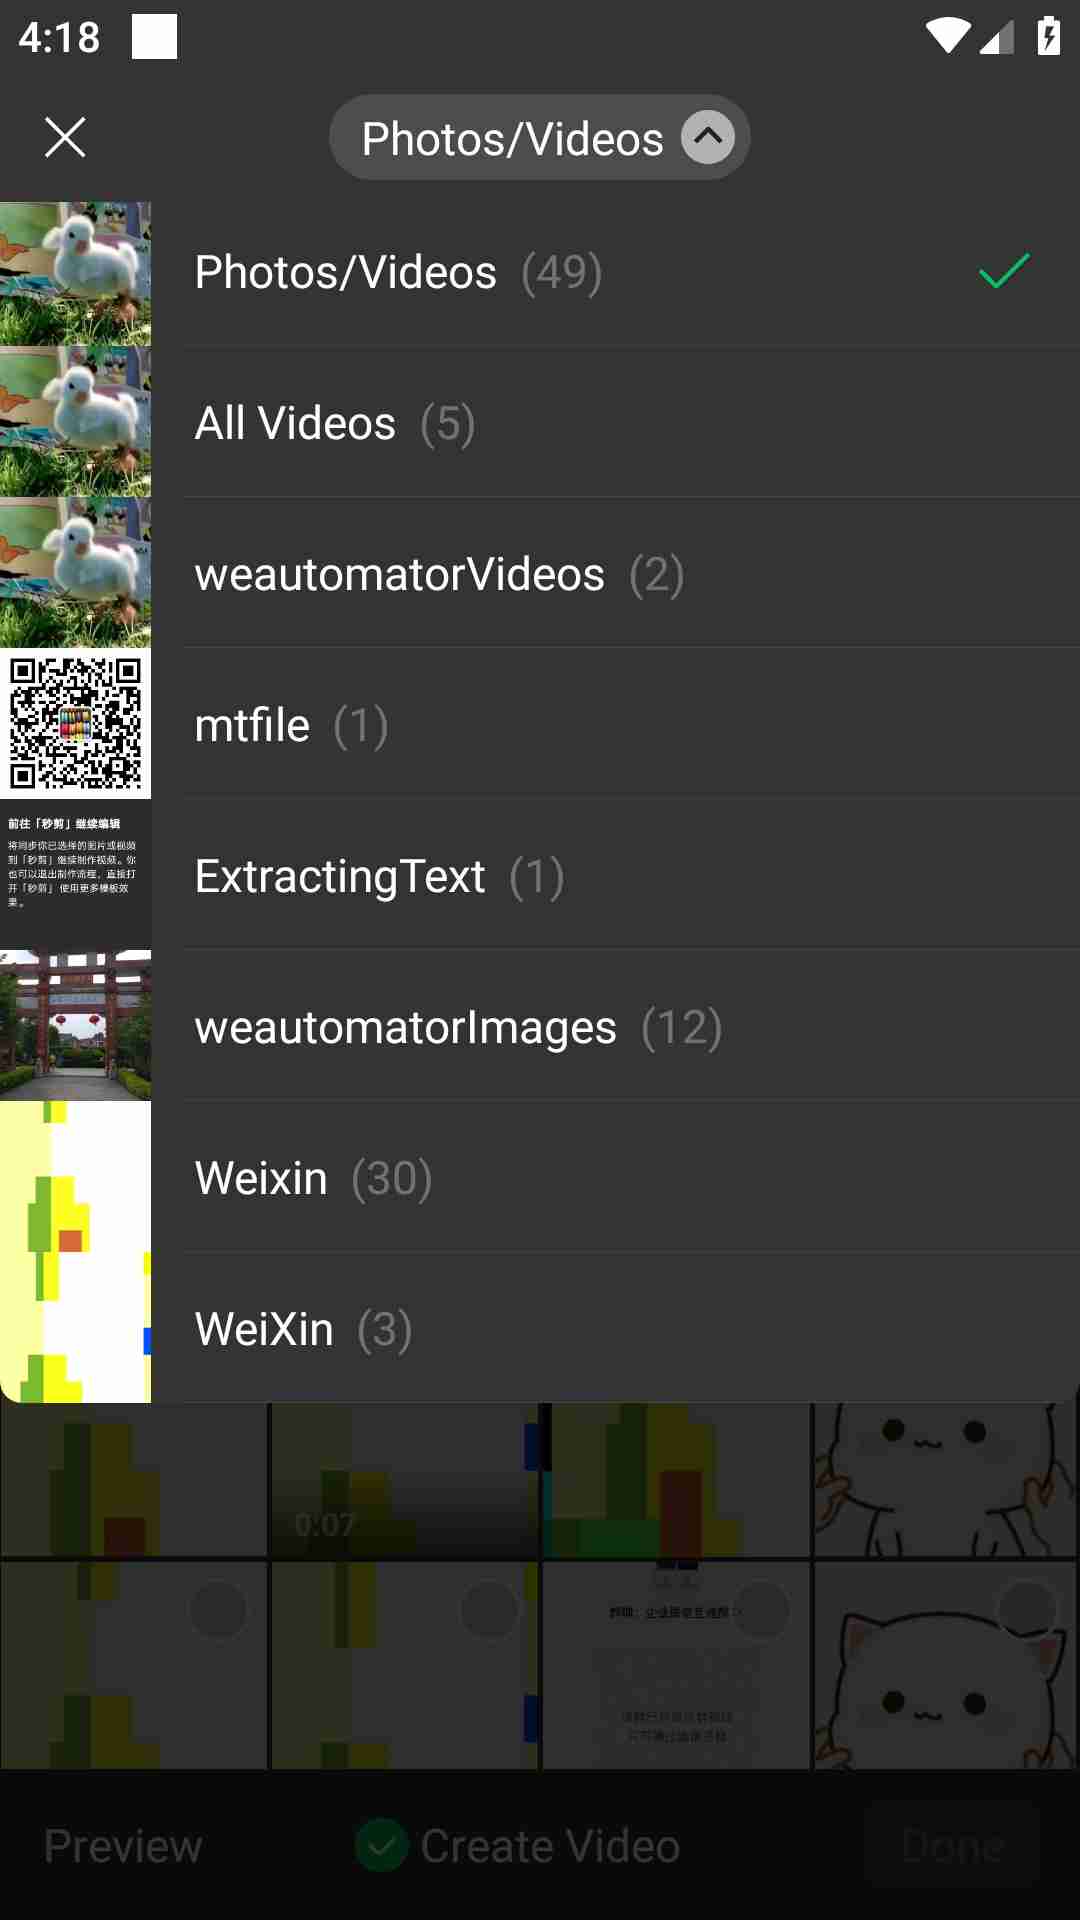 4:18
Photos/Videos
Photos/Videos (49)
All Videos (5)
weautomatorVideos (2)
mtfile (1)
前往「秒剪」继续编辑
将同步你已选择的图片或视频
到「秒剪」继续制作视频。你
也可以退出制作流程，直接打
开「秒剪」使用更多模板效
果。
ExtractingText (1)
weautomatorImages (12)
Weixin (30)
WeiXin (3)
0:07
Preview
Create Video
Done